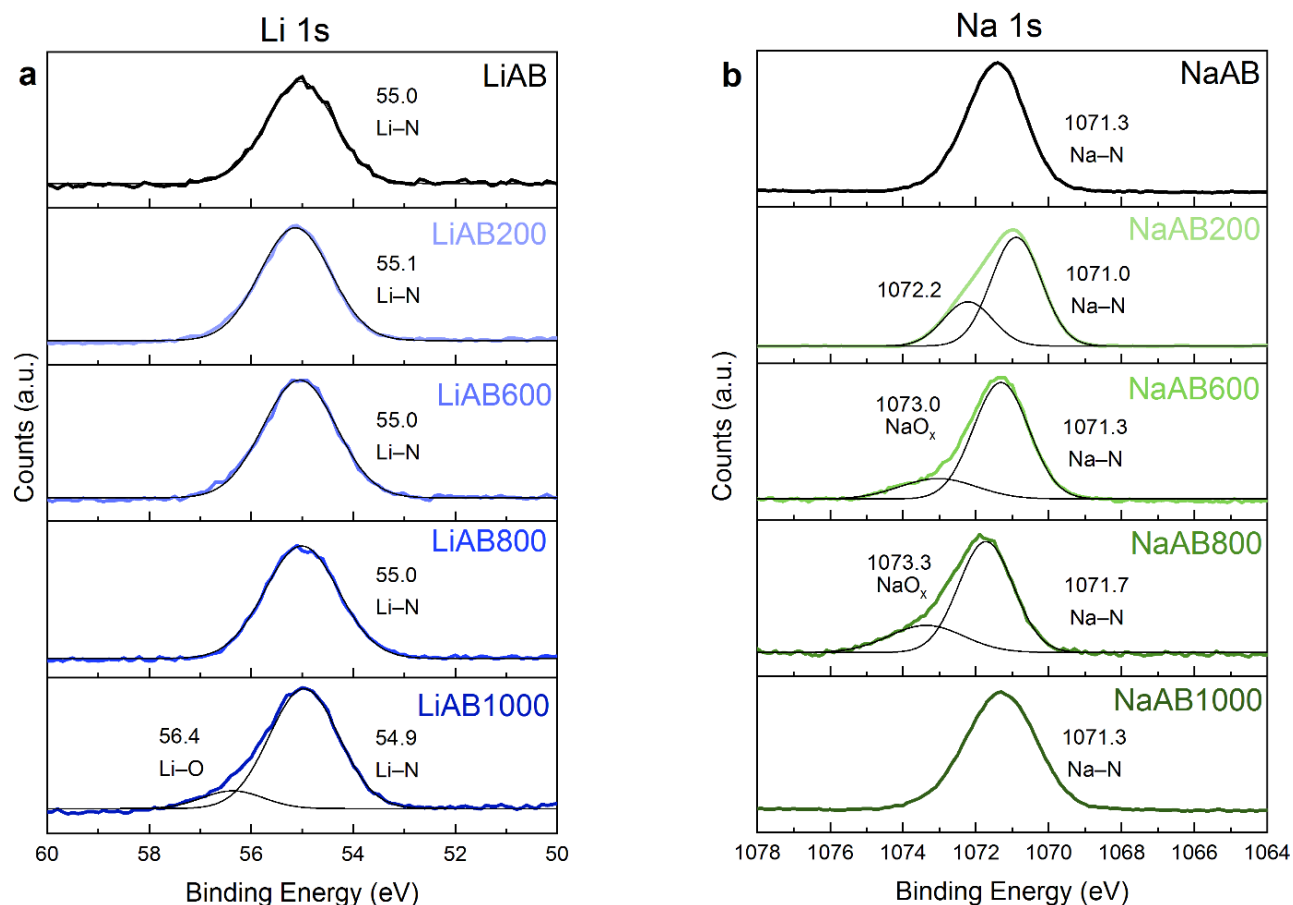 Li 1s
a
LiAB
55.0
Li–N
LiAB200
55.1
Li–N
LiAB600
55.0
Li–N
LiAB800
55.0
Li–N
LiAB1000
56.4
Li–O
54.9
Li–N
Counts (a.u.)
60 58 56 54 52 50
Binding Energy (eV)
Na 1s
b
NaAB
1071.3
Na–N
NaAB200
1072.2
1071.0
Na–N
NaAB600
1073.0
NaOₓ
1071.3
Na–N
NaAB800
1073.3
NaOₓ
1071.7
Na–N
NaAB1000
1071.3
Na–N
Counts (a.u.)
1078 1076 1074 1072 1070 1068 1066 1064
Binding Energy (eV)